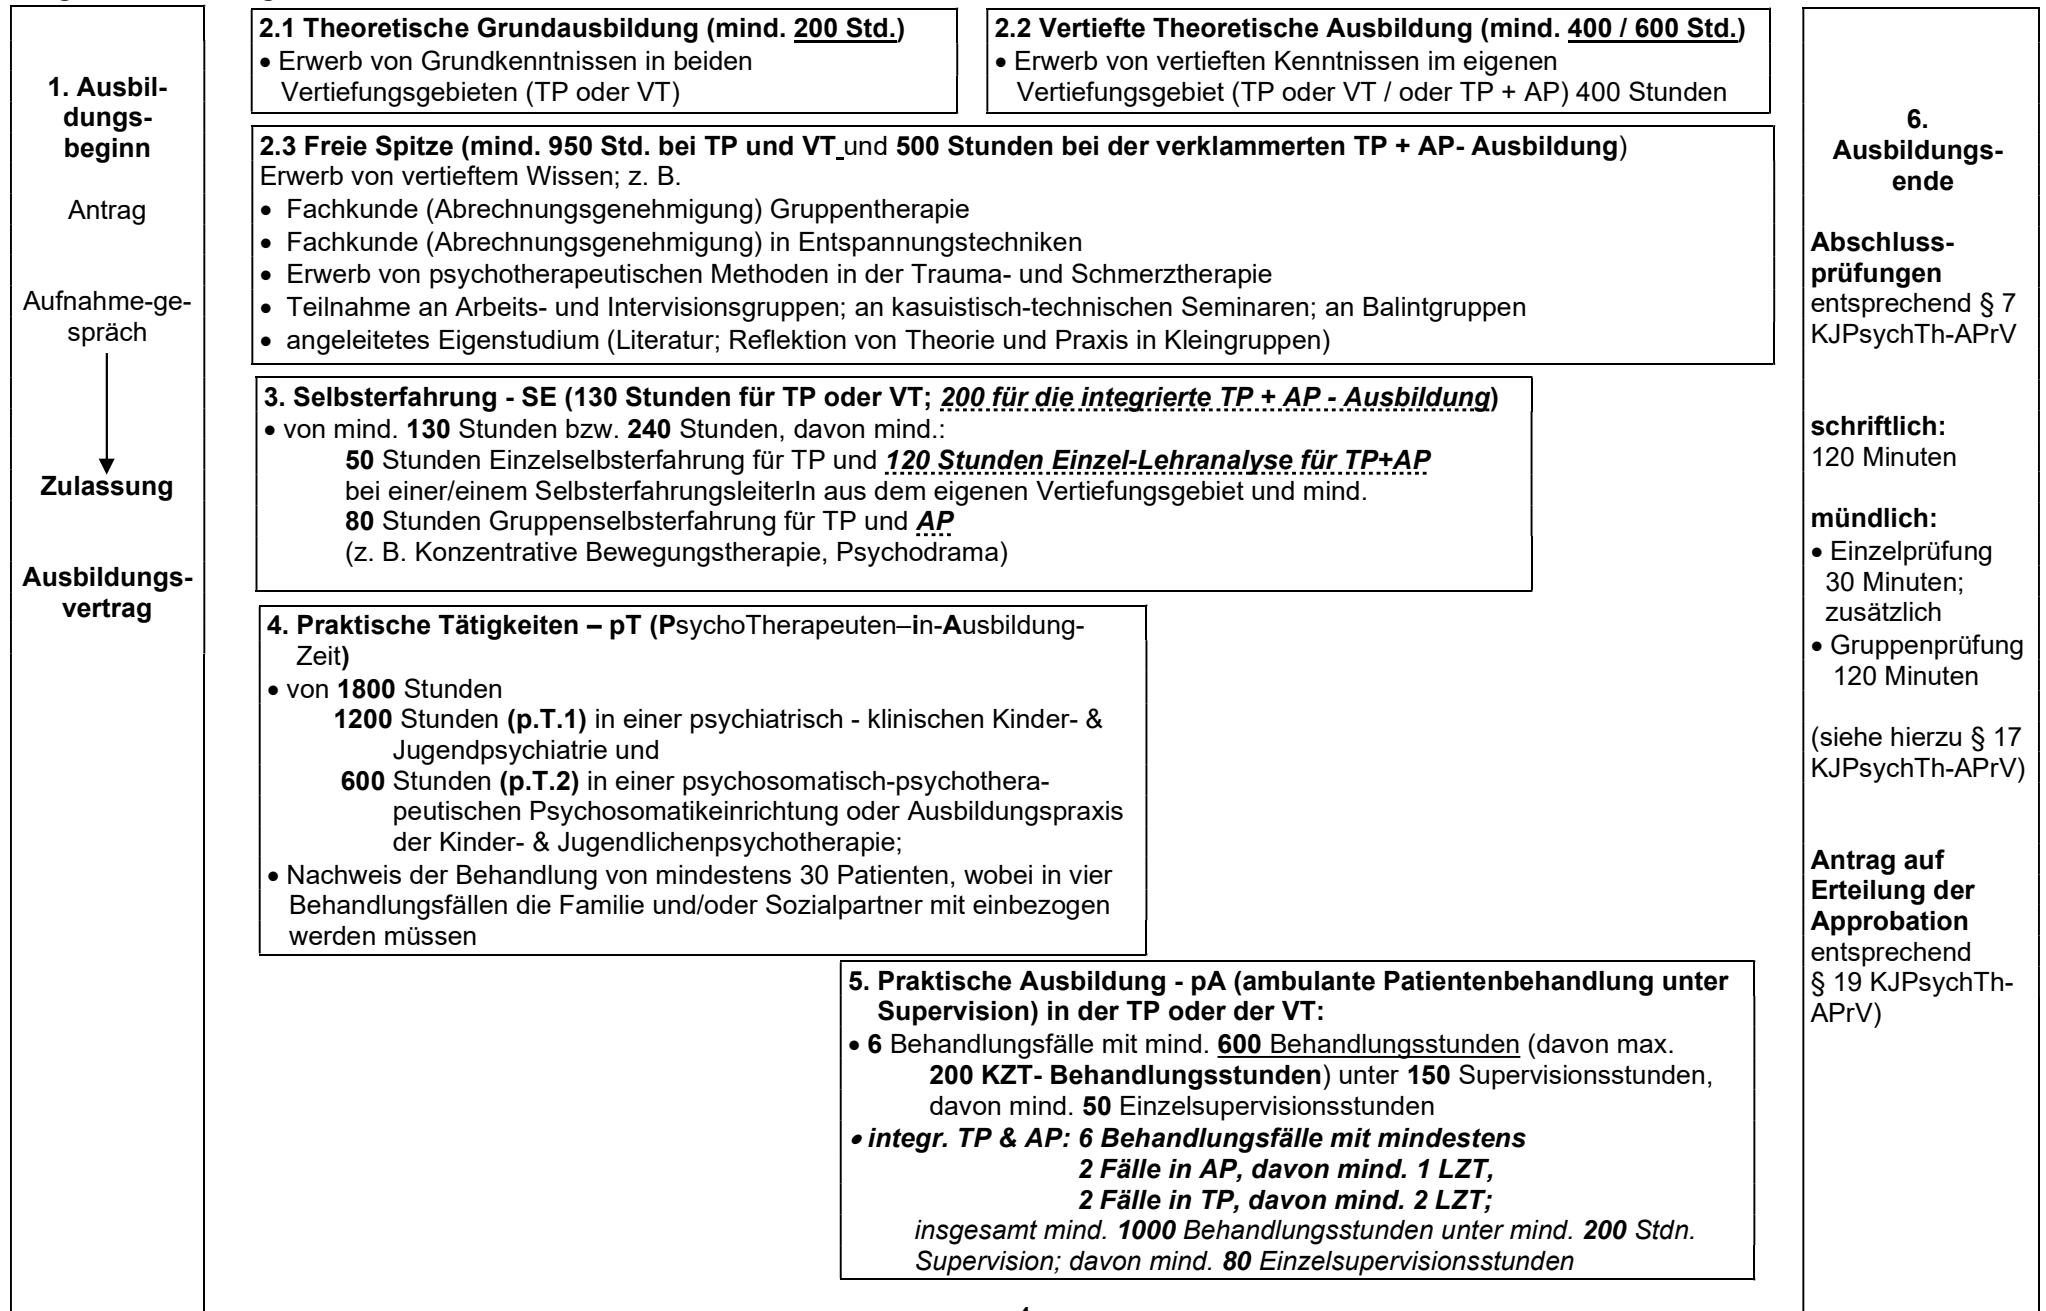 1. Ausbil-
dungs-
beginn
Antrag
Aufnahme-ge-
spräch
Zulassung
Ausbildungs-
vertrag
2.1 Theoretische Grundausbildung (mind. 200 Std.)
• Erwerb von Grundkenntnissen in beiden
Vertiefungsgebieten (TP oder VT)
2.2 Vertiefte Theoretische Ausbildung (mind. 400 / 600 Std.)
• Erwerb von vertieften Kenntnissen im eigenen
Vertiefungsgebiet (TP oder VT / oder TP + AP) 400 Stunden
2.3 Freie Spitze (mind. 950 Std. bei TP und VT und 500 Stunden bei der verklammerten TP + AP- Ausbildung)
Erwerb von vertieftem Wissen; z. B.
• Fachkunde (Abrechnungsgenehmigung) Gruppentherapie
• Fachkunde (Abrechnungsgenehmigung) in Entspannungstechniken
• Erwerb von psychotherapeutischen Methoden in der Trauma- und Schmerztherapie
• Teilnahme an Arbeits- und Intervisionsgruppen; an kasuistisch-technischen Seminaren; an Balintgruppen
• angeleitetes Eigenstudium (Literatur; Reflektion von Theorie und Praxis in Kleingruppen)
3. Selbsterfahrung - SE (130 Stunden für TP oder VT; 200 für die integrierte TP + AP - Ausbildung)
• von mind. 130 Stunden bzw. 240 Stunden, davon mind.:
50 Stunden Einzelselbsterfahrung für TP und 120 Stunden Einzel-Lehranalyse für TP+AP
bei einer/einem SelbsterfahrungsleiterIn aus dem eigenen Vertiefungsgebiet und mind.
80 Stunden Gruppenselbsterfahrung für TP und AP
(z. B. Konzentrative Bewegungstherapie, Psychodrama)
4. Praktische Tätigkeiten – pT (PsychoTherapeuten–in-Ausbildung-
Zeit)
• von 1800 Stunden
1200 Stunden (p.T.1) in einer psychiatrisch - klinischen Kinder- &
Jugendpsychiatrie und
600 Stunden (p.T.2) in einer psychosomatisch-psychothera-
peutischen Psychosomatikeinrichtung oder Ausbildungspraxis
der Kinder- & Jugendlichenpsychotherapie;
• Nachweis der Behandlung von mindestens 30 Patienten, wobei in vier
Behandlungsfällen die Familie und/oder Sozialpartner mit einbezogen
werden müssen
5. Praktische Ausbildung - pA (ambulante Patientenbehandlung unter
Supervision) in der TP oder der VT:
• 6 Behandlungsfälle mit mind. 600 Behandlungsstunden (davon max.
200 KZT- Behandlungsstunden) unter 150 Supervisionsstunden,
davon mind. 50 Einzelsupervisionsstunden
• integr. TP & AP: 6 Behandlungsfälle mit mindestens
2 Fälle in AP, davon mind. 1 LZT,
2 Fälle in TP, davon mind. 2 LZT;
insgesamt mind. 1000 Behandlungsstunden unter mind. 200 Stdn.
Supervision; davon mind. 80 Einzelsupervisionsstunden
6.
Ausbildungs-
ende
Abschluss-
prüfungen
entsprechend § 7
KJPsychTh-APrV
schriftlich:
120 Minuten
mündlich:
• Einzelprüfung
30 Minuten;
zusätzlich
• Gruppenprüfung
120 Minuten
(siehe hierzu § 17
KJPsychTh-APrV)
Antrag auf
Erteilung der
Approbation
entsprechend
§ 19 KJPsychTh-
APrV)